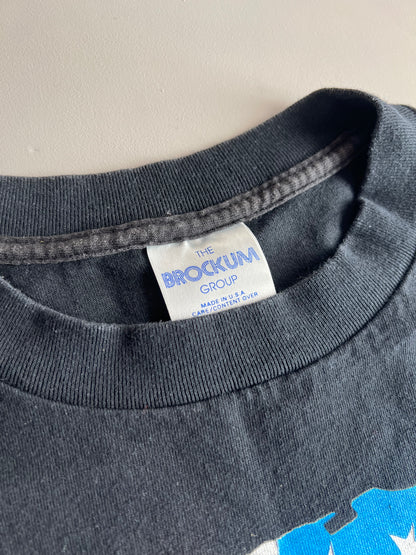 THE
BROCKUM
GROUP
MADE IN U.S.A.
CARE/CONTENT OVER